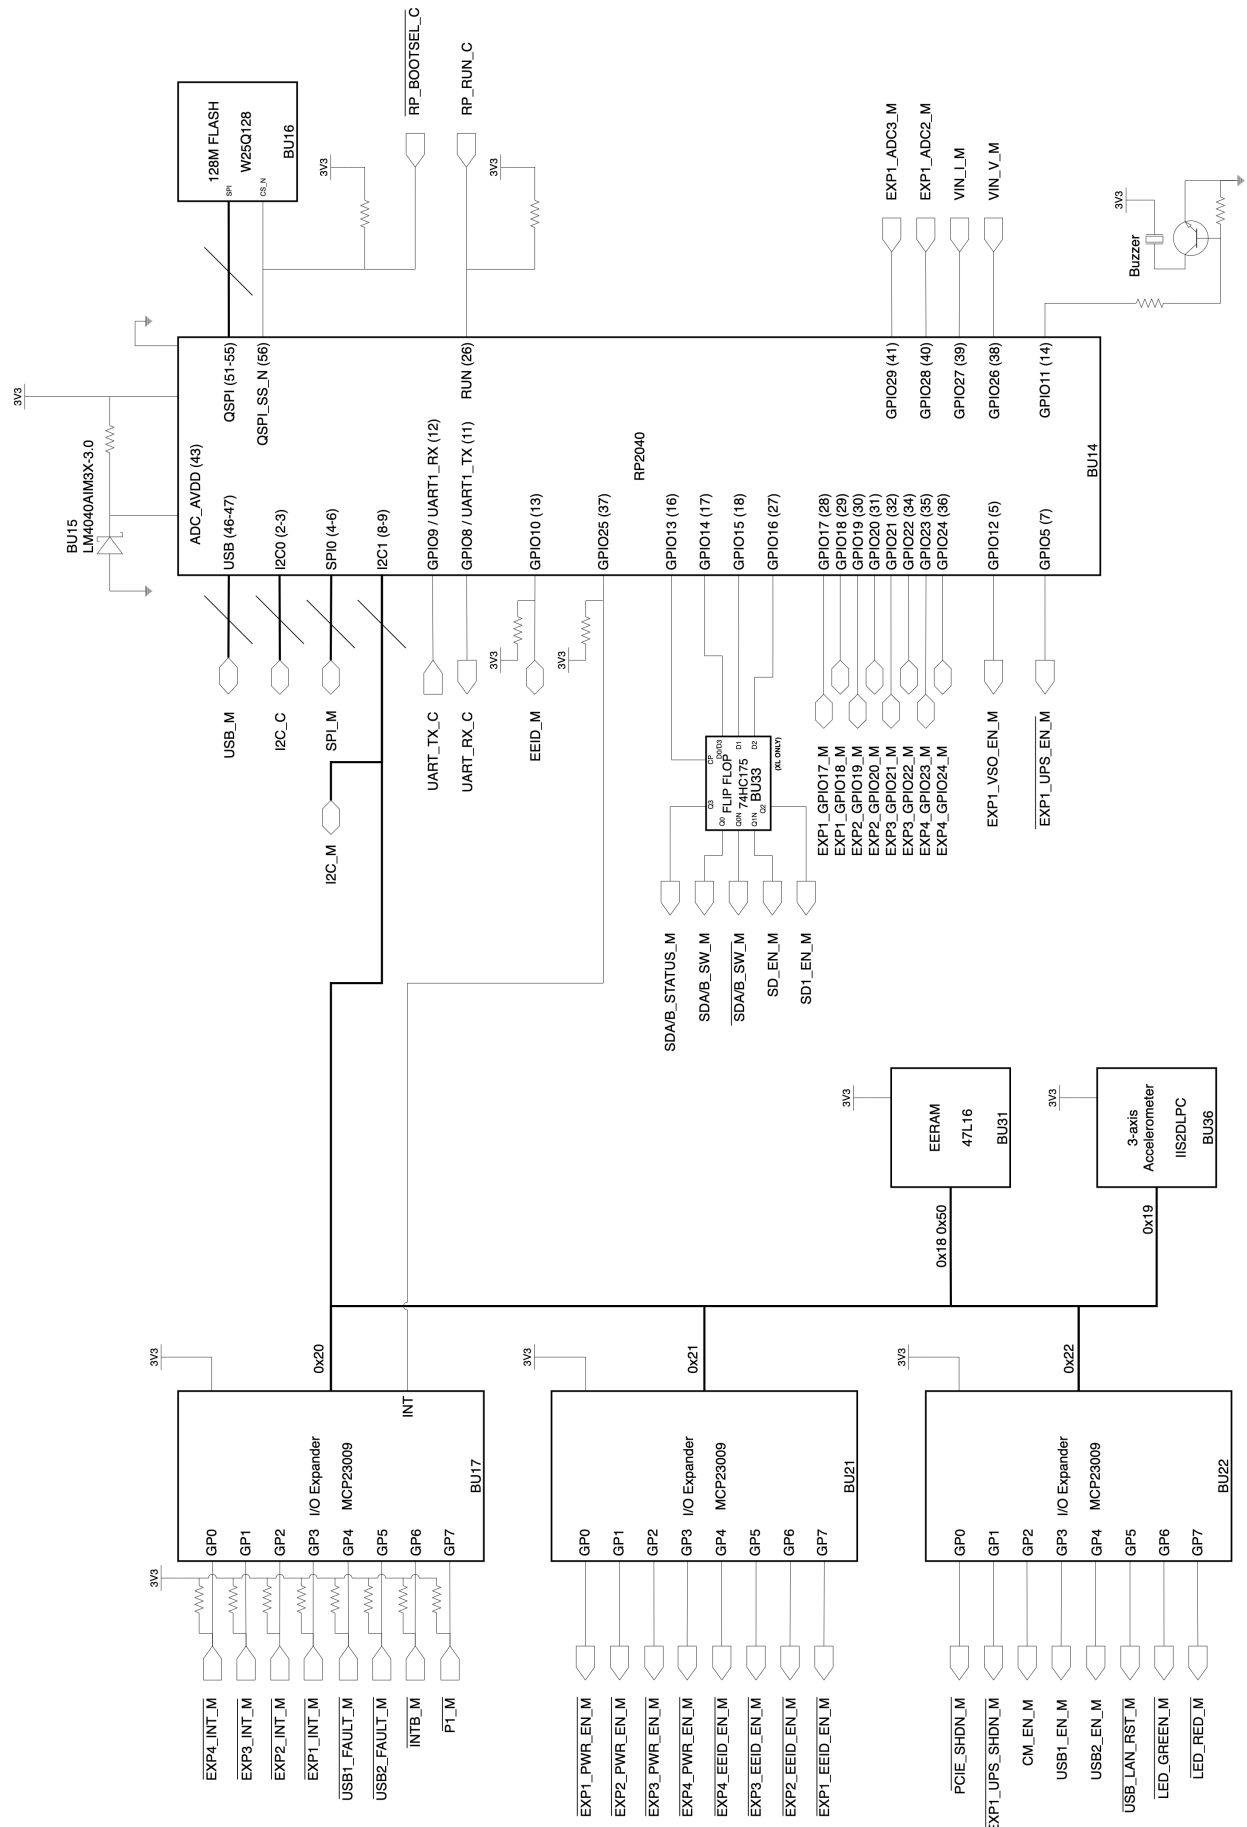 RP_BOOTSEL_C
RP_RUN_C
128M FLASH
W25Q128
BU16
SPI
CS_N
3V3
3V3
EXP1_ADC3_M
EXP1_ADC2_M
VIN_I_M
VIN_V_M
3V3
Buzzer
3V3
BU15
LM4040AIM3X-3.0
ADC_AVDD (43)
QSPI (51-55)
QSPI_SS_N (56)
RUN (26)
GPIO29 (41)
GPIO28 (40)
GPIO27 (39)
GPIO26 (38)
GPIO11 (14)
RP2040
BU14
USB (46-47)
I2C0 (2-3)
SPI0 (4-6)
I2C1 (8-9)
GPIO9 / UART1_RX (12)
GPIO8 / UART1_TX (11)
GPIO10 (13)
GPIO25 (37)
GPIO13 (16)
GPIO14 (17)
GPIO15 (18)
GPIO16 (27)
GPIO17 (28)
GPIO18 (29)
GPIO19 (30)
GPIO20 (31)
GPIO21 (32)
GPIO22 (34)
GPIO23 (35)
GPIO24 (36)
GPIO12 (5)
GPIO5 (7)
USB_M
I2C_C
SPI_M
I2C_M
UART_TX_C
UART_RX_C
3V3
EEID_M
3V3
CP
D0/D3
D1
D2
FLIP FLOP
74HC175
BU33
(XL ONLY)
Q3
Q0
Q0N
Q1N
Q2
SDA/B_STATUS_M
SDA/B_SW_M
SDA/B_SW_M
SD_EN_M
SD1_EN_M
EXP1_GPIO17_M
EXP1_GPIO18_M
EXP2_GPIO19_M
EXP2_GPIO20_M
EXP3_GPIO21_M
EXP3_GPIO22_M
EXP4_GPIO23_M
EXP4_GPIO24_M
EXP1_VSO_EN_M
EXP1_UPS_EN_M
3V3
EERAM
47L16
BU31
0x18 0x50
3V3
3-axis
Accelerometer
IIS2DLPC
BU36
0x19
3V3
0x20
INT
I/O Expander
MCP23009
BU17
GP0
GP1
GP2
GP3
GP4
GP5
GP6
GP7
3V3
EXP4_INT_M
EXP3_INT_M
EXP2_INT_M
EXP1_INT_M
USB1_FAULT_M
USB2_FAULT_M
INTB_M
P1_M
3V3
0x21
I/O Expander
MCP23009
BU21
GP0
GP1
GP2
GP3
GP4
GP5
GP6
GP7
EXP1_PWR_EN_M
EXP2_PWR_EN_M
EXP3_PWR_EN_M
EXP4_PWR_EN_M
EXP4_EEID_EN_M
EXP3_EEID_EN_M
EXP2_EEID_EN_M
EXP1_EEID_EN_M
3V3
0x22
I/O Expander
MCP23009
BU22
GP0
GP1
GP2
GP3
GP4
GP5
GP6
GP7
PCIE_SHDN_M
EXP1_UPS_SHDN_M
CM_EN_M
USB1_EN_M
USB2_EN_M
USB_LAN_RST_M
LED_GREEN_M
LED_RED_M